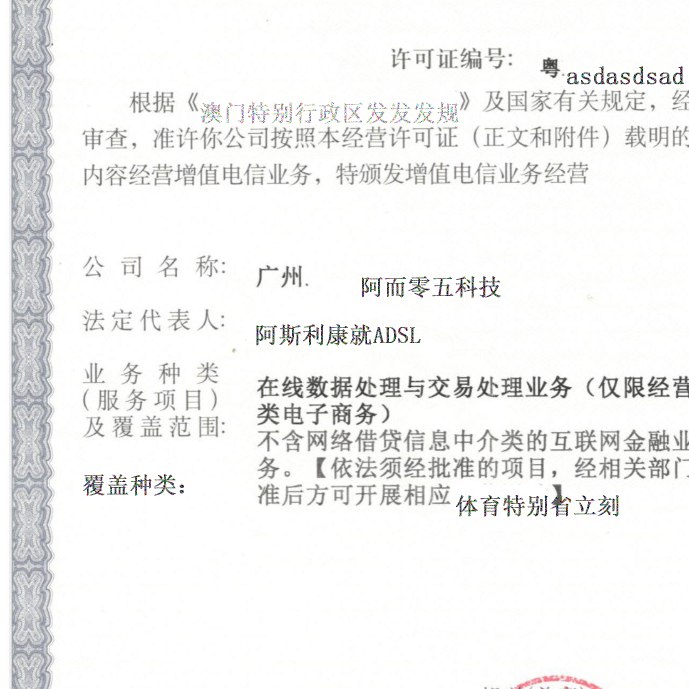 许可证编号: 粤 asdasdsad
根据《澳门特别行政区发发发规》及国家有关规定，经
审查，准许你公司按照本经营许可证（正文和附件）载明的
内容经营增值电信业务，特颁发增值电信业务经营
公司名称: 广州. 阿而零五科技
法定代表人: 阿斯利康就ADSL
业务种类
(服务项目)
及覆盖范围:
在线数据处理与交易处理业务（仅限经营
类电子商务）
不含网络借贷信息中介类的互联网金融业
务。【依法须经批准的项目，经相关部门
准后方可开展相应 】
覆盖种类：
体育特别省立刻